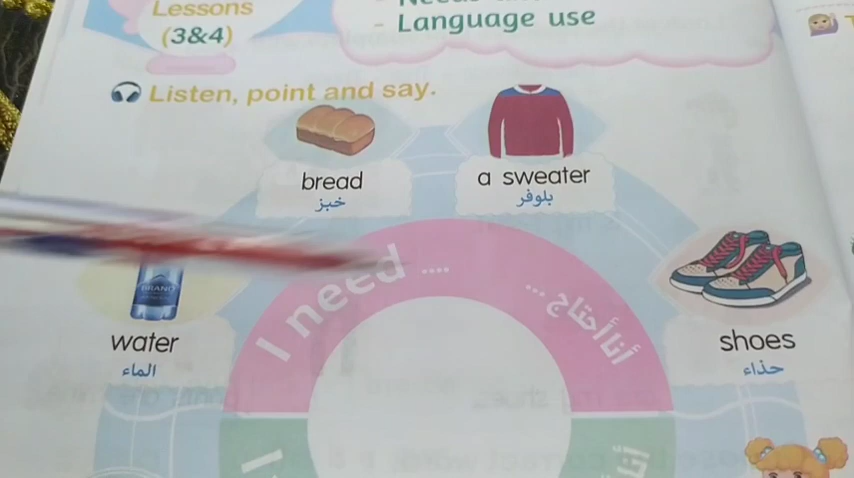 Lessons
(3&4)
- Language use
Listen, point and say.
bread
خبز
a sweater
بلوفر
I need ....
أنا أحتاج ...
BRAND
water
الماء
shoes
حذاء
I